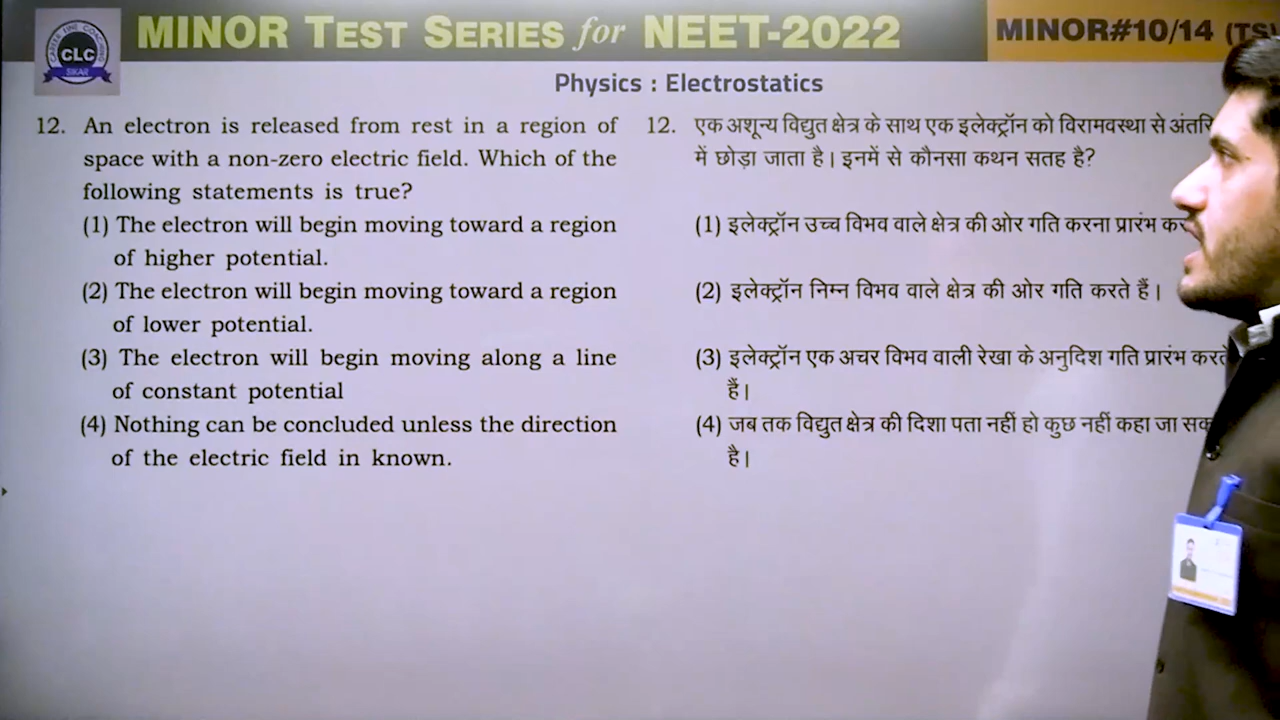 CAREER LINE COACHING
CLC
SIKAR
MINOR TEST SERIES for NEET-2022
MINOR#10/14 (TS)
Physics : Electrostatics
12. An electron is released from rest in a region of
space with a non-zero electric field. Which of the
following statements is true?
(1) The electron will begin moving toward a region
of higher potential.
(2) The electron will begin moving toward a region
of lower potential.
(3) The electron will begin moving along a line
of constant potential
(4) Nothing can be concluded unless the direction
of the electric field in known.
12. एक अशून्य विद्युत क्षेत्र के साथ एक इलेक्ट्रॉन को विरामवस्था से
में छोड़ा जाता है। इनमें से कौनसा कथन सतह है?
(1) इलेक्ट्रॉन उच्च विभव वाले क्षेत्र की ओर गति करना प्रारंभ
(2) इलेक्ट्रॉन निम्न विभव वाले क्षेत्र की ओर गति करते हैं।
(3) इलेक्ट्रॉन एक अचर विभव वाली रेखा के अनुदिश गति प्रारंभ करते
हैं।
(4) जब तक विद्युत क्षेत्र की दिशा पता नहीं हो कुछ नहीं कहा जा
है।